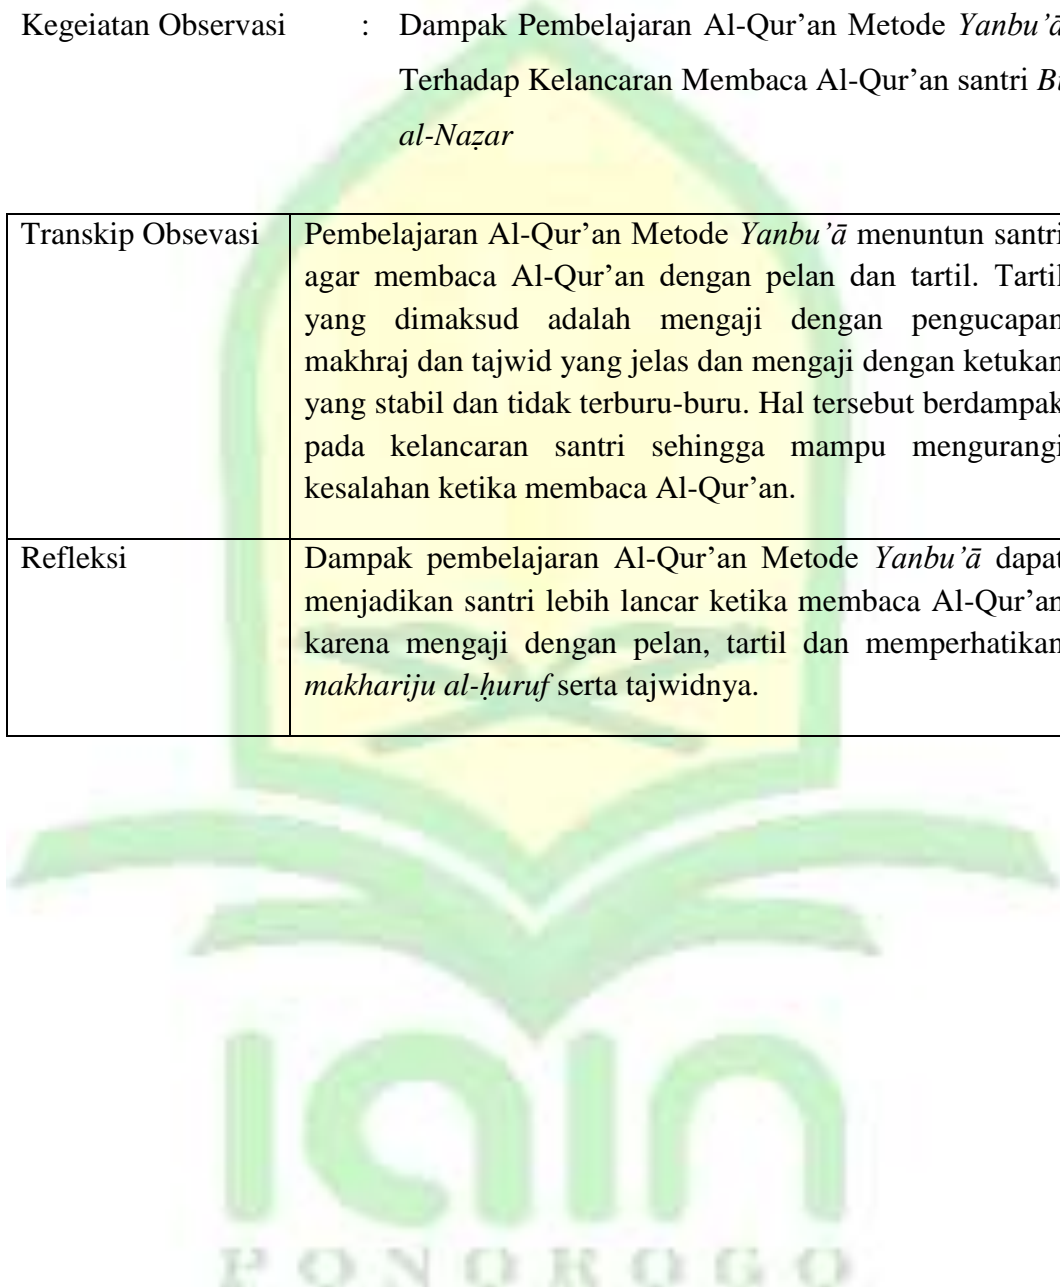 Kegeiatan Observasi : Dampak Pembelajaran Al-Qur'an Metode Yanbu'ā
Terhadap Kelancaran Membaca Al-Qur'an santri Bi
al-Naẓar
Transkip Obsevasi Pembelajaran Al-Qur'an Metode Yanbu'ā menuntun santri
agar membaca Al-Qur'an dengan pelan dan tartil. Tartil
yang dimaksud adalah mengaji dengan pengucapan
makhraj dan tajwid yang jelas dan mengaji dengan ketukan
yang stabil dan tidak terburu-buru. Hal tersebut berdampak
pada kelancaran santri sehingga mampu mengurangi
kesalahan ketika membaca Al-Qur'an.
Refleksi Dampak pembelajaran Al-Qur'an Metode Yanbu'ā dapat
menjadikan santri lebih lancar ketika membaca Al-Qur'an
karena mengaji dengan pelan, tartil dan memperhatikan
makhariju al-ḥuruf serta tajwidnya.
iain
PONOROGO